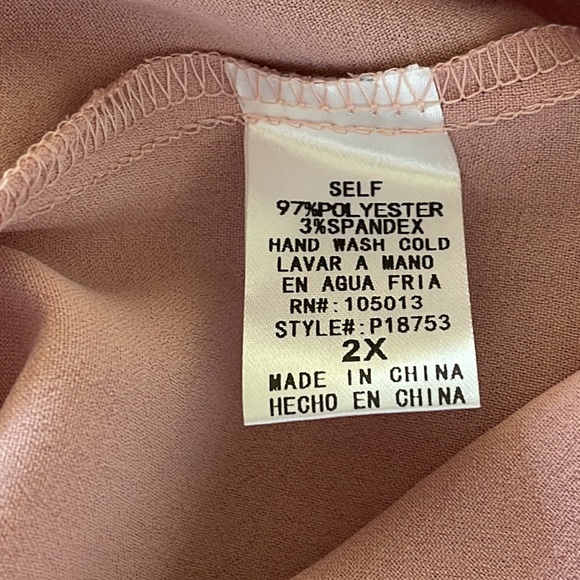 SELF
97%POLYESTER
3%SPANDEX
HAND WASH COLD
LAVAR A MANO
EN AGUA FRIA
RN#: 105013
STYLE#: P18753
2X
MADE IN CHINA
HECHO EN CHINA